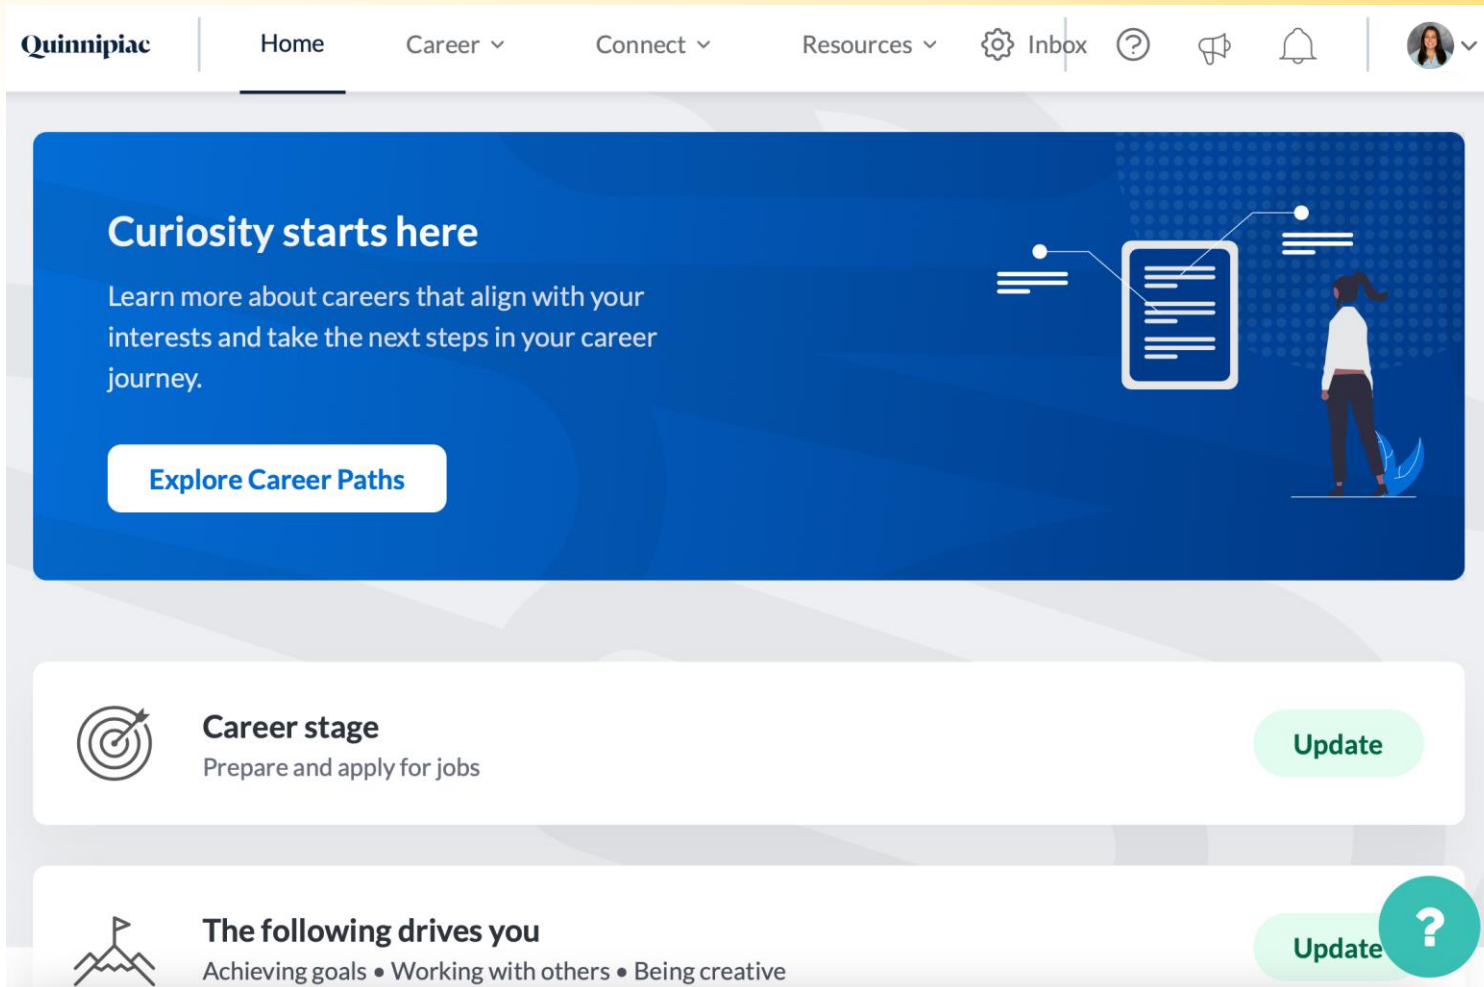 Quinnipiac
Home
Career
Connect
Resources
Inbox
Curiosity starts here
Learn more about careers that align with your
interests and take the next steps in your career
journey.
Explore Career Paths
Career stage
Prepare and apply for jobs
Update
The following drives you
Achieving goals • Working with others • Being creative
Update
?